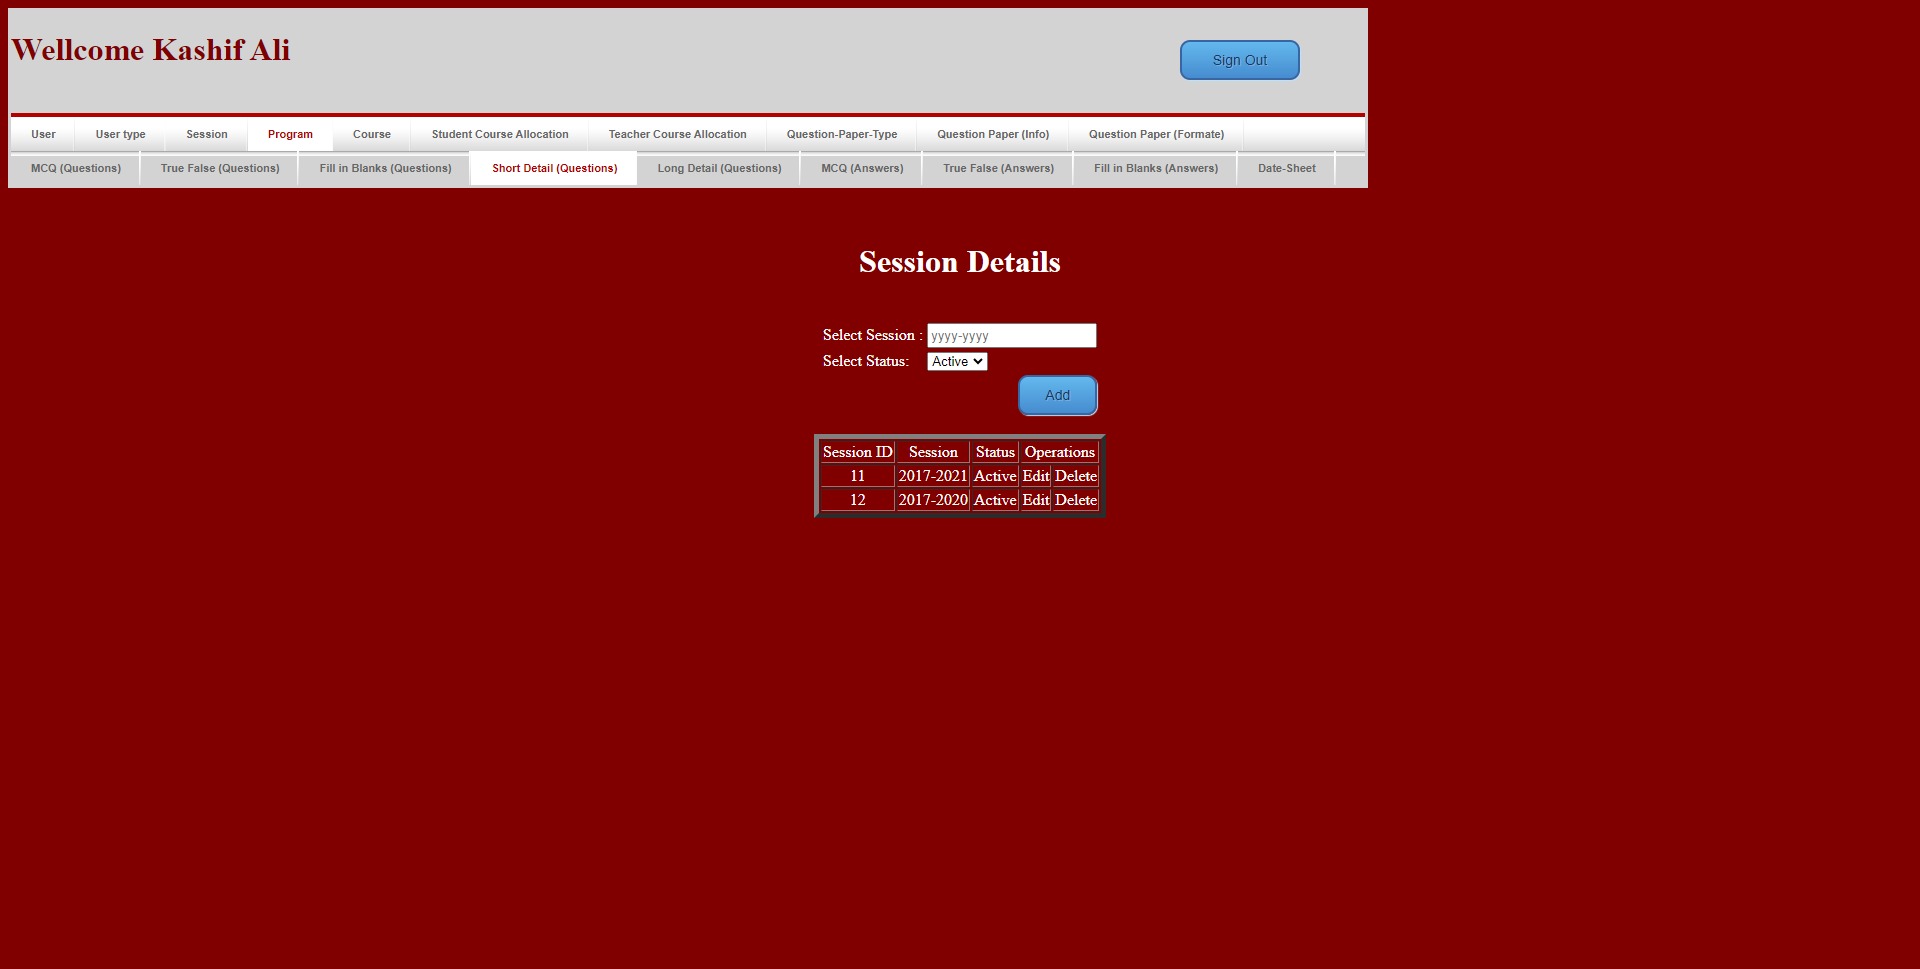 Wellcome Kashif Ali
Sign Out
User User type Session Program Course Student Course Allocation Teacher Course Allocation Question-Paper-Type Question Paper (Info) Question Paper (Formate)
MCQ (Questions) True False (Questions) Fill in Blanks (Questions) Short Detail (Questions) Long Detail (Questions) MCQ (Answers) True False (Answers) Fill in Blanks (Answers) Date-Sheet
Session Details
Select Session : yyyy-yyyy
Select Status: Active
Add
Session ID Session Status Operations
11 2017-2021 Active Edit Delete
12 2017-2020 Active Edit Delete